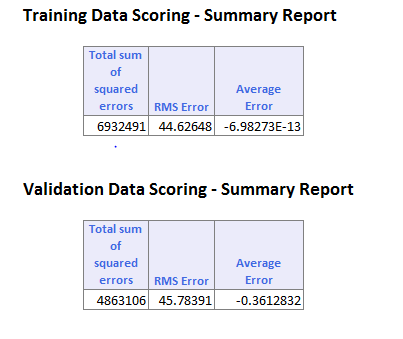 Training Data Scoring - Summary Report
Total sum
of
squared
errors RMS Error Average
Error
6932491 44.62648 -6.98273E-13
Validation Data Scoring - Summary Report
Total sum
of
squared
errors RMS Error Average
Error
4863106 45.78391 -0.3612832